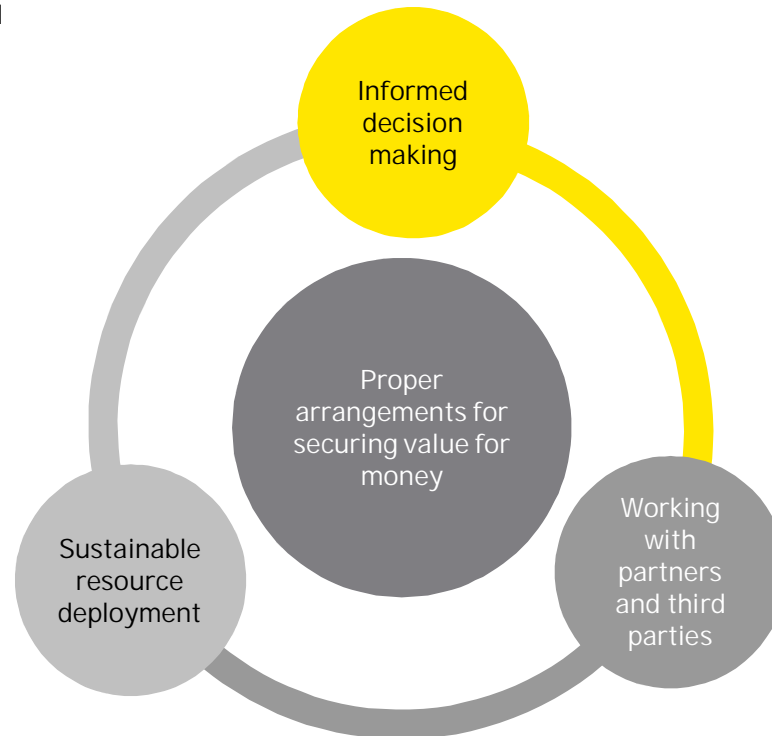 Informed
decision
making
Proper
arrangements for
securing value for
money
Sustainable
resource
deployment
Working
with
partners
and third
parties